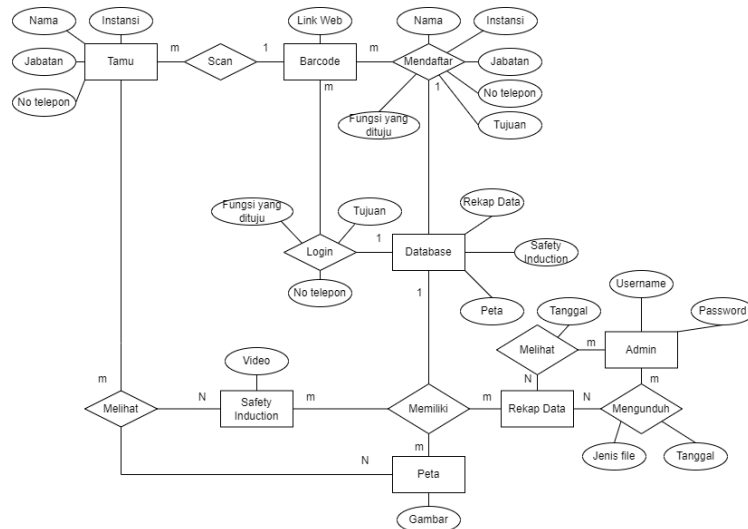 Nama
Instansi
Link Web
Nama
Instansi
Tamu
m
Scan
1
Barcode
m
Mendaftar
Jabatan
Jabatan
No telepon
No telepon
m
1
Fungsi yang
dituju
Tujuan
Fungsi yang
dituju
Tujuan
Rekap Data
Login
1
Database
Safety
Induction
No telepon
1
Peta
Username
Tanggal
Password
Melihat
m
Admin
Video
m
N
m
Melihat
N
Safety
Induction
m
Memiliki
m
Rekap Data
N
Mengunduh
m
Jenis file
Tanggal
N
Peta
Gambar